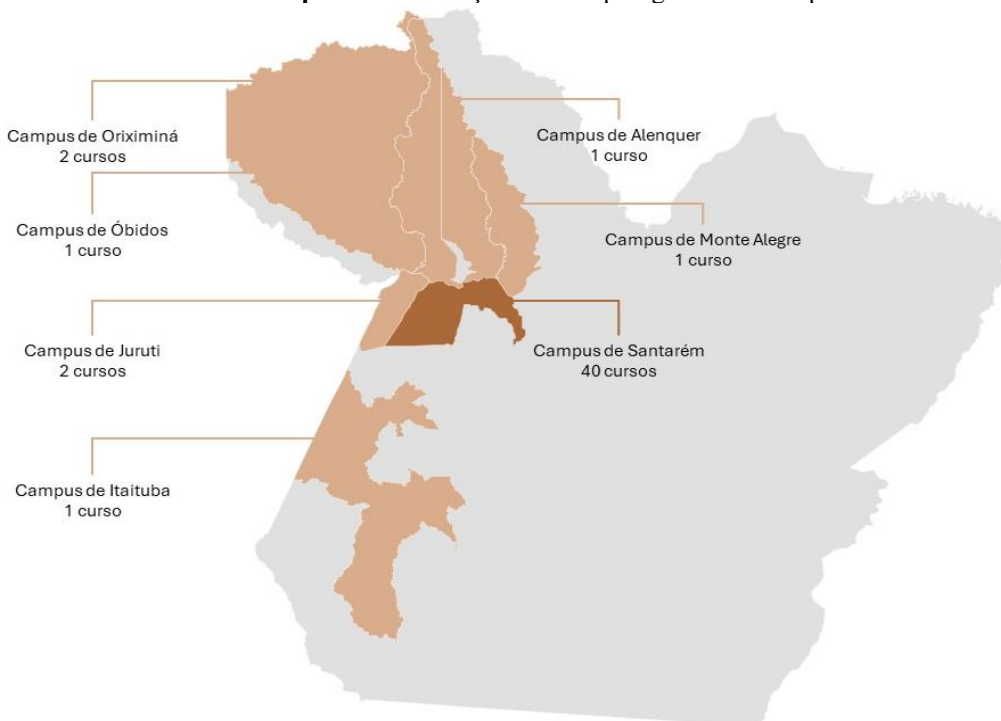 Campus de Oriximiná
2 cursos
Campus de Alenquer
1 curso
Campus de Óbidos
1 curso
Campus de Monte Alegre
1 curso
Campus de Juruti
2 cursos
Campus de Santarém
40 cursos
Campus de Itaituba
1 curso